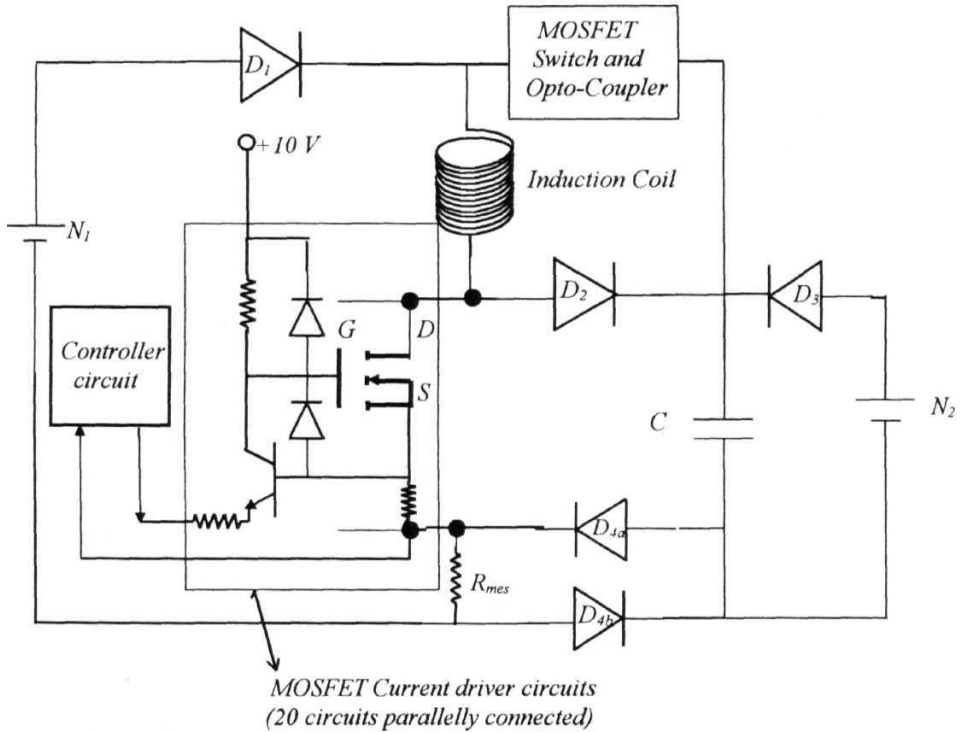 D1
MOSFET
Switch and
Opto-Coupler
+10 V
Induction Coil
N1
D2
D3
G
D
Controller
circuit
S
C
N2
D4a
Rmes
D4b
MOSFET Current driver circuits
(20 circuits parallelly connected)